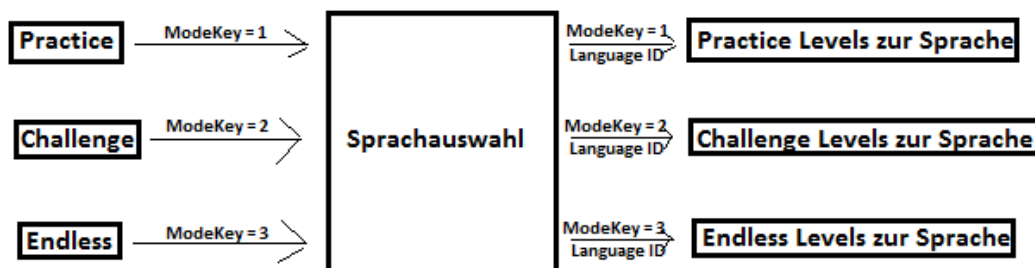 Practice
ModeKey = 1
ModeKey = 1
Language ID
Practice Levels zur Sprache
Challenge
ModeKey = 2
Sprachauswahl
ModeKey = 2
Language ID
Challenge Levels zur Sprache
Endless
ModeKey = 3
ModeKey = 3
Language ID
Endless Levels zur Sprache